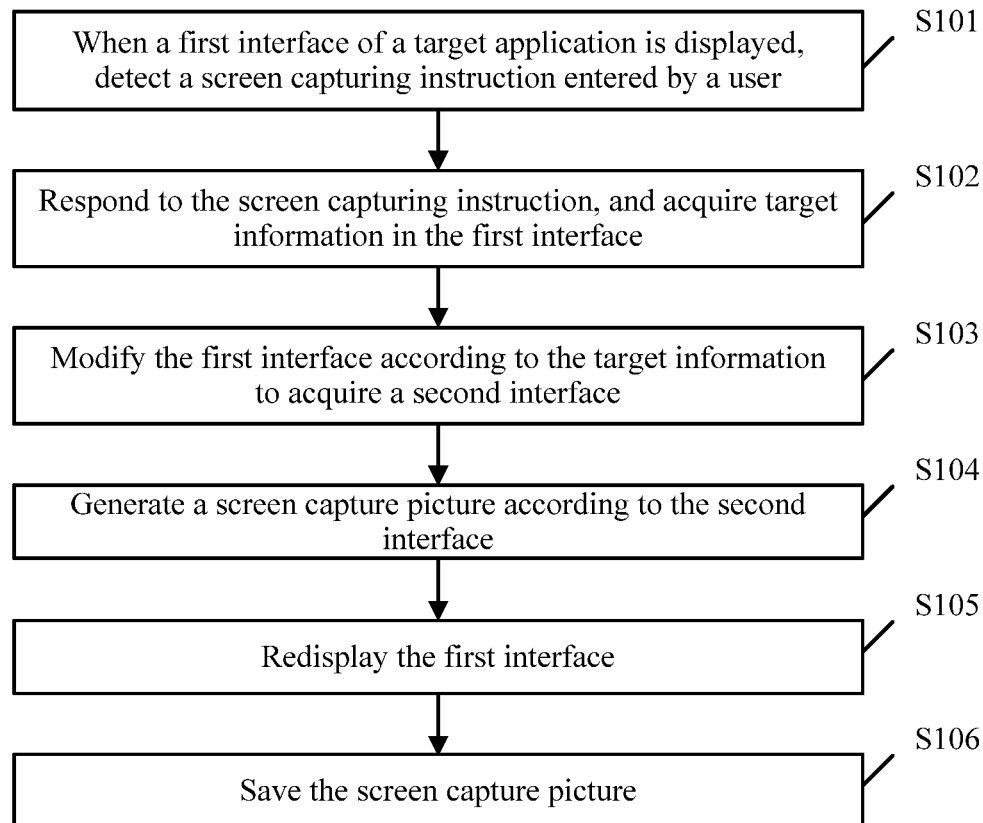 S101
When a first interface of a target application is displayed,
detect a screen capturing instruction entered by a user
S102
Respond to the screen capturing instruction, and acquire target
information in the first interface
S103
Modify the first interface according to the target information
to acquire a second interface
S104
Generate a screen capture picture according to the second
interface
S105
Redisplay the first interface
S106
Save the screen capture picture